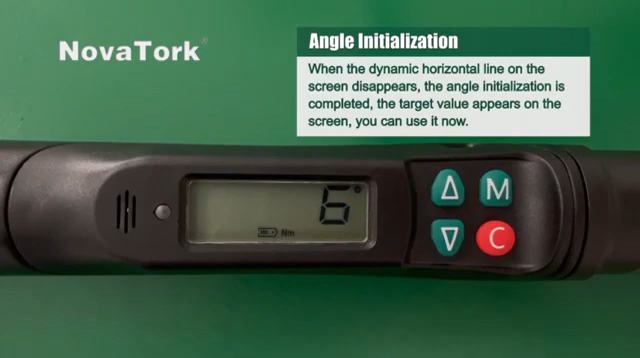 NovaTork®
Angle Initialization
When the dynamic horizontal line on the
screen disappears, the angle initialization is
completed, the target value appears on the
screen, you can use it now.
6°
Nm
Δ M
∇ C